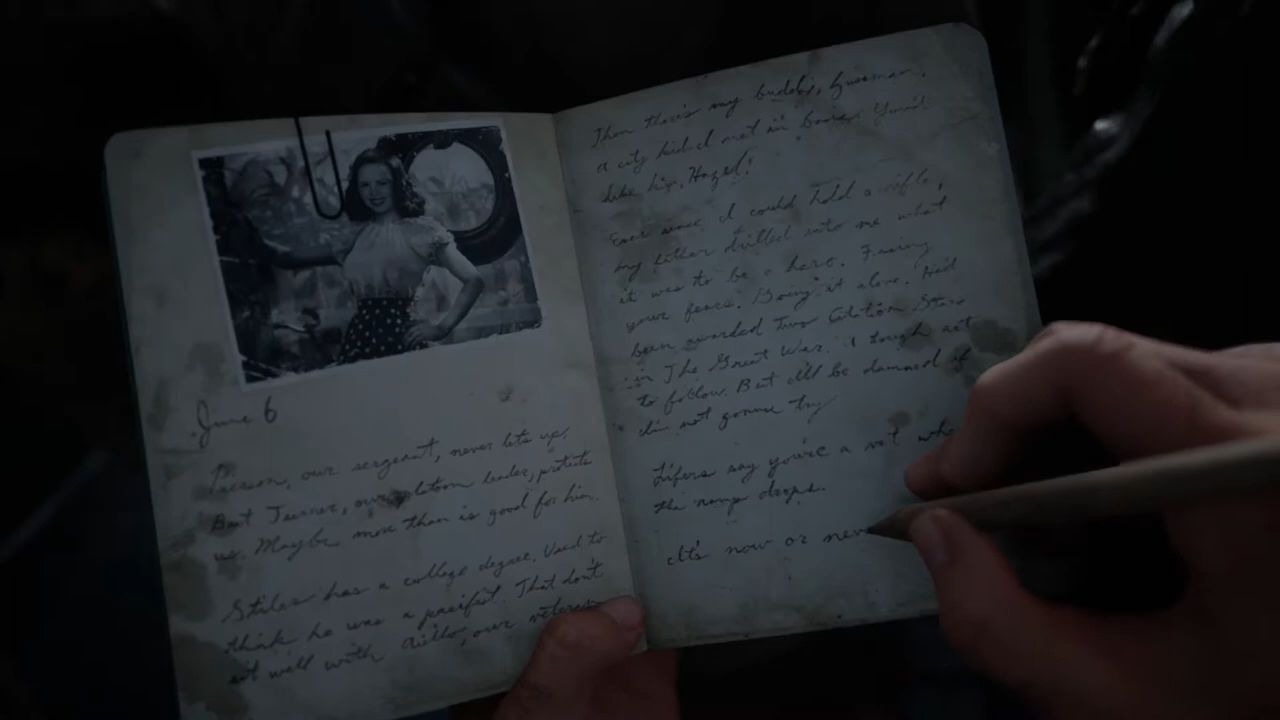 June 6
Pierson, our sergeant, never lets up.
But Turner, our platoon leader, protects
us. Maybe more than is good for him.
Stiles has a college degree. Used to
think he was a pacifist. That don't
sit well with Aiello, our veteran
Then there's my buddy, Zussman,
a city kid I met in basic. You'd
like him, Hazel!
Ever since I could hold a rifle,
my father drilled into me what
it was to be a hero. Facing
your fears. Doing it alone. He'd
been awarded Two Citation Stars
in The Great War. A tough act
to follow. But I'll be damned if
I'm not gonna try
Lifers say you're a vet when
the ramp drops.
It's now or nev